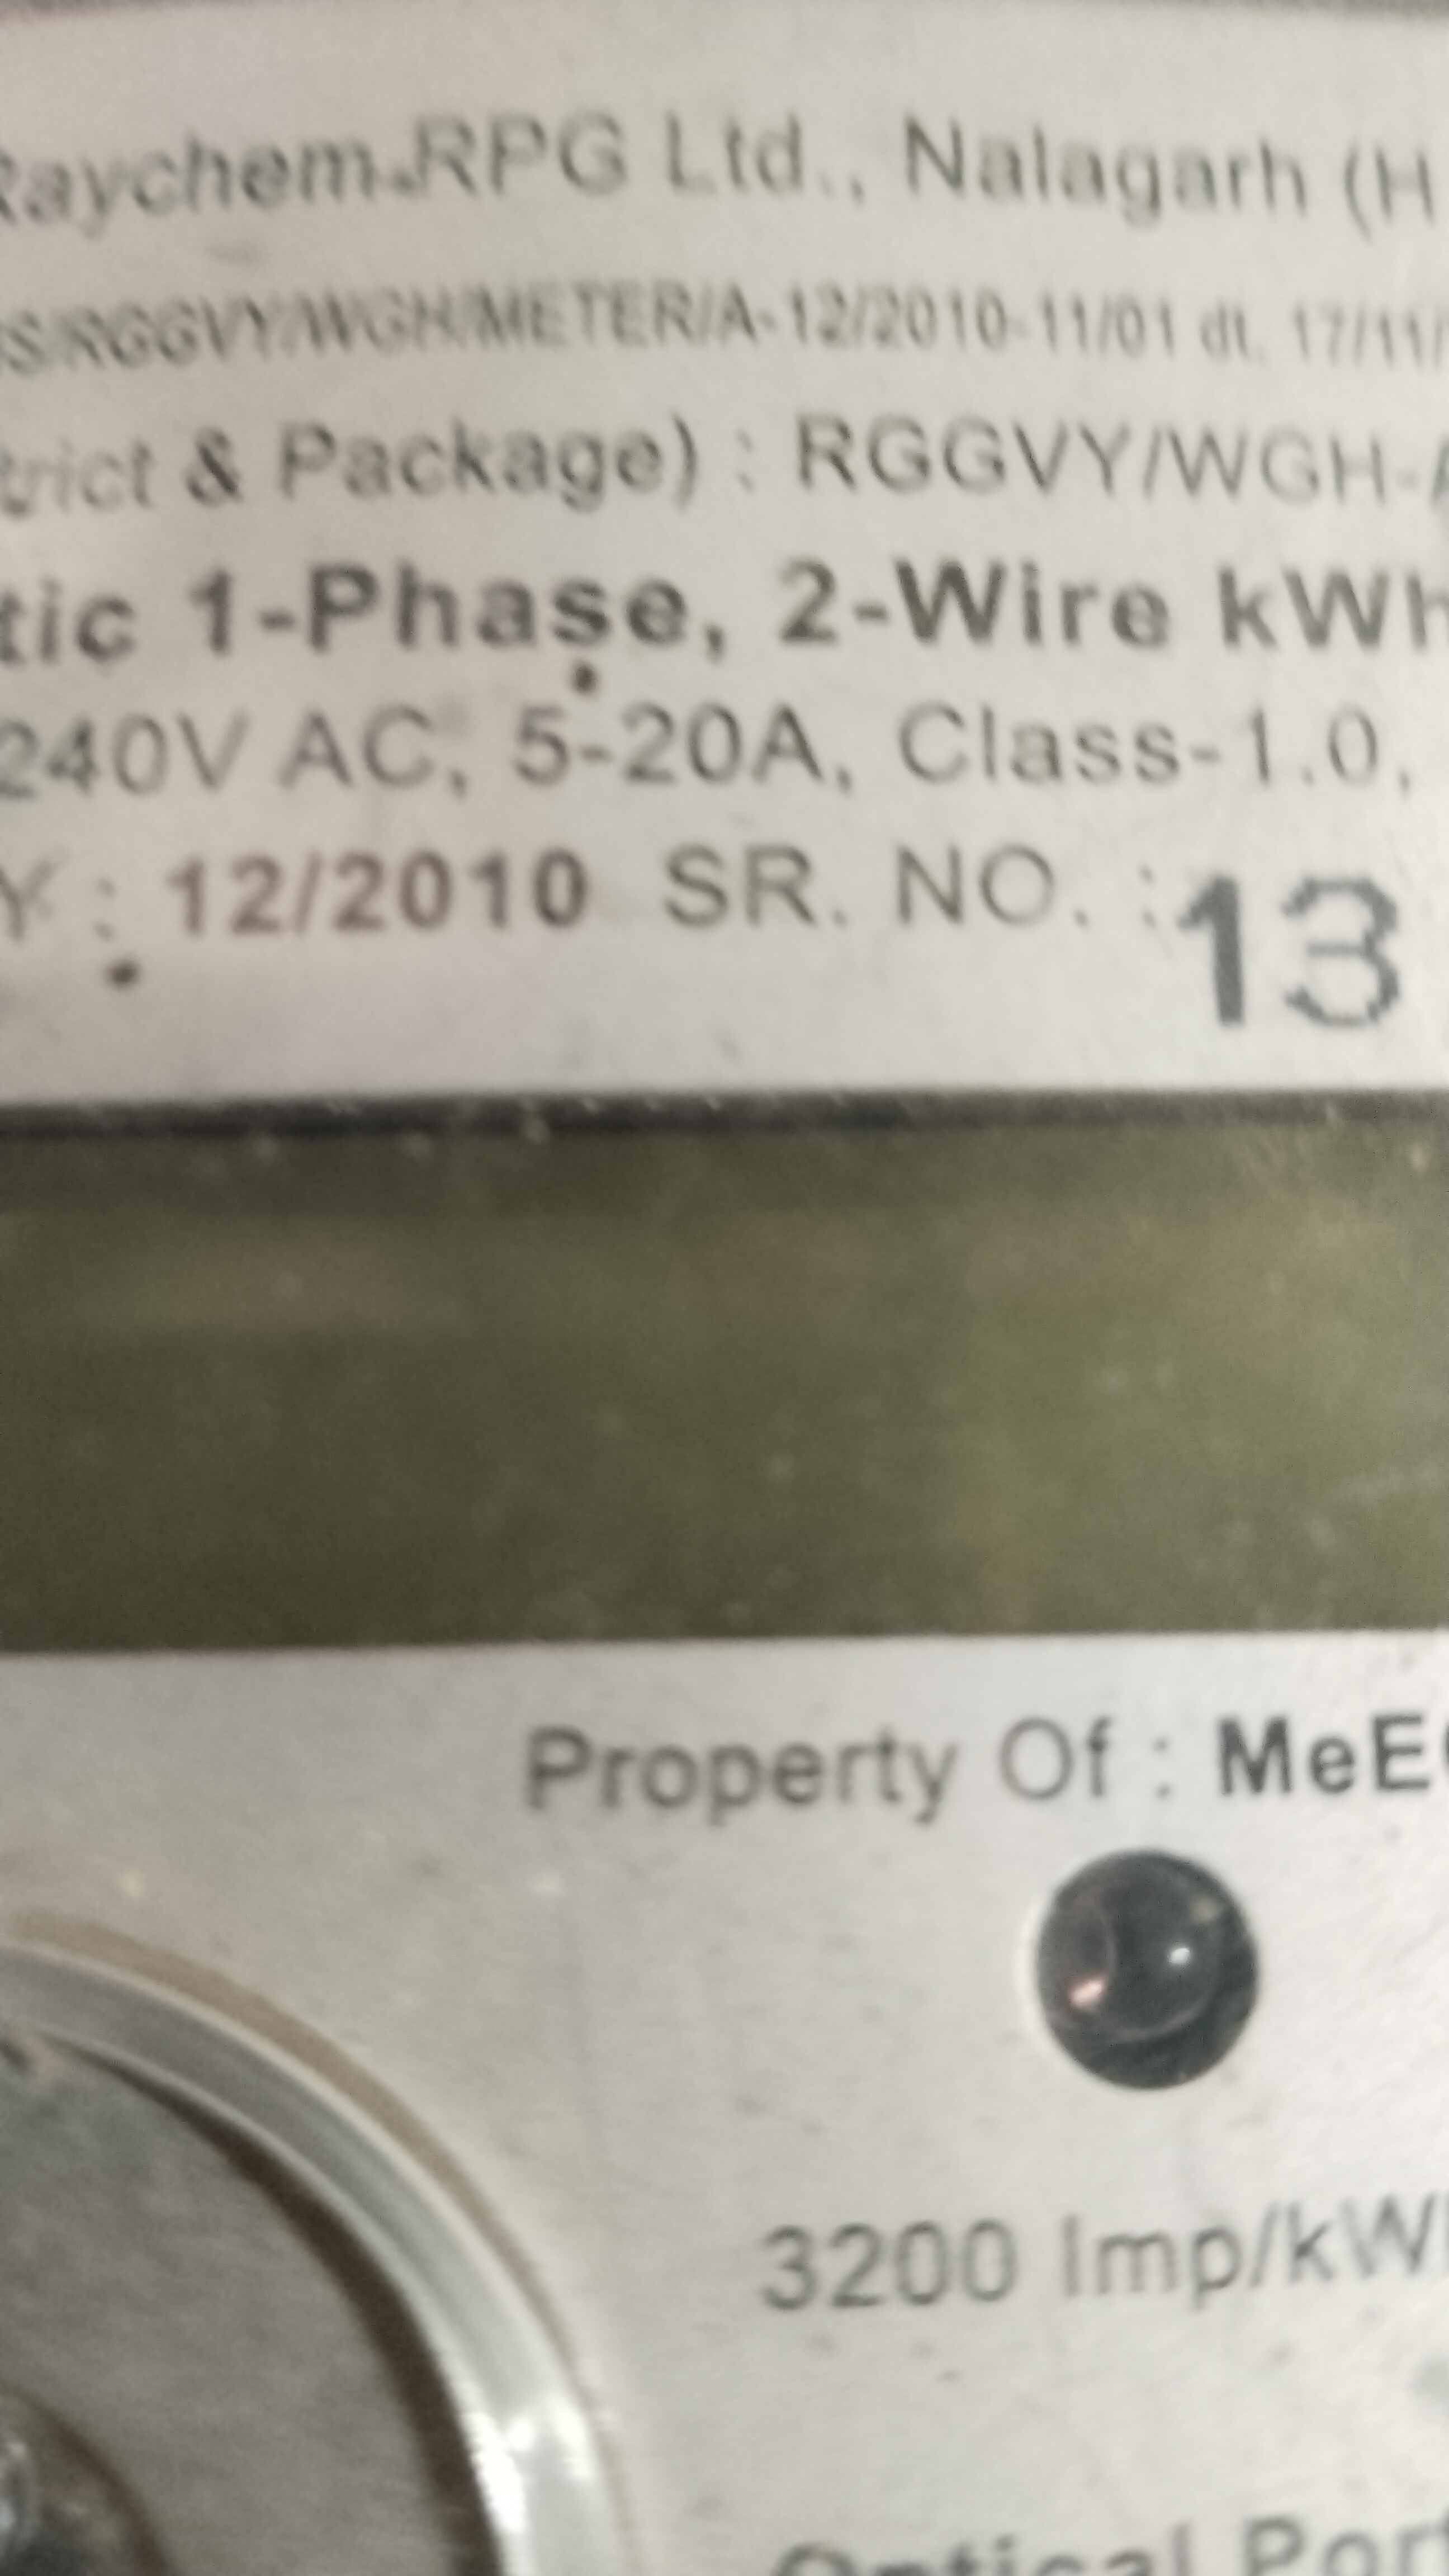 Raychem RPG Ltd., Nalagarh (H
S/RGGVY/WGH/METER/A-12/2010-11/01 dt. 17/11/
trict & Package) : RGGVY/WGH-A
tic 1-Phase, 2-Wire kWh
240V AC, 5-20A, Class-1.0,
Y : 12/2010 SR. NO. : 13
Property Of : MeE
3200 Imp/kW
Optical Port